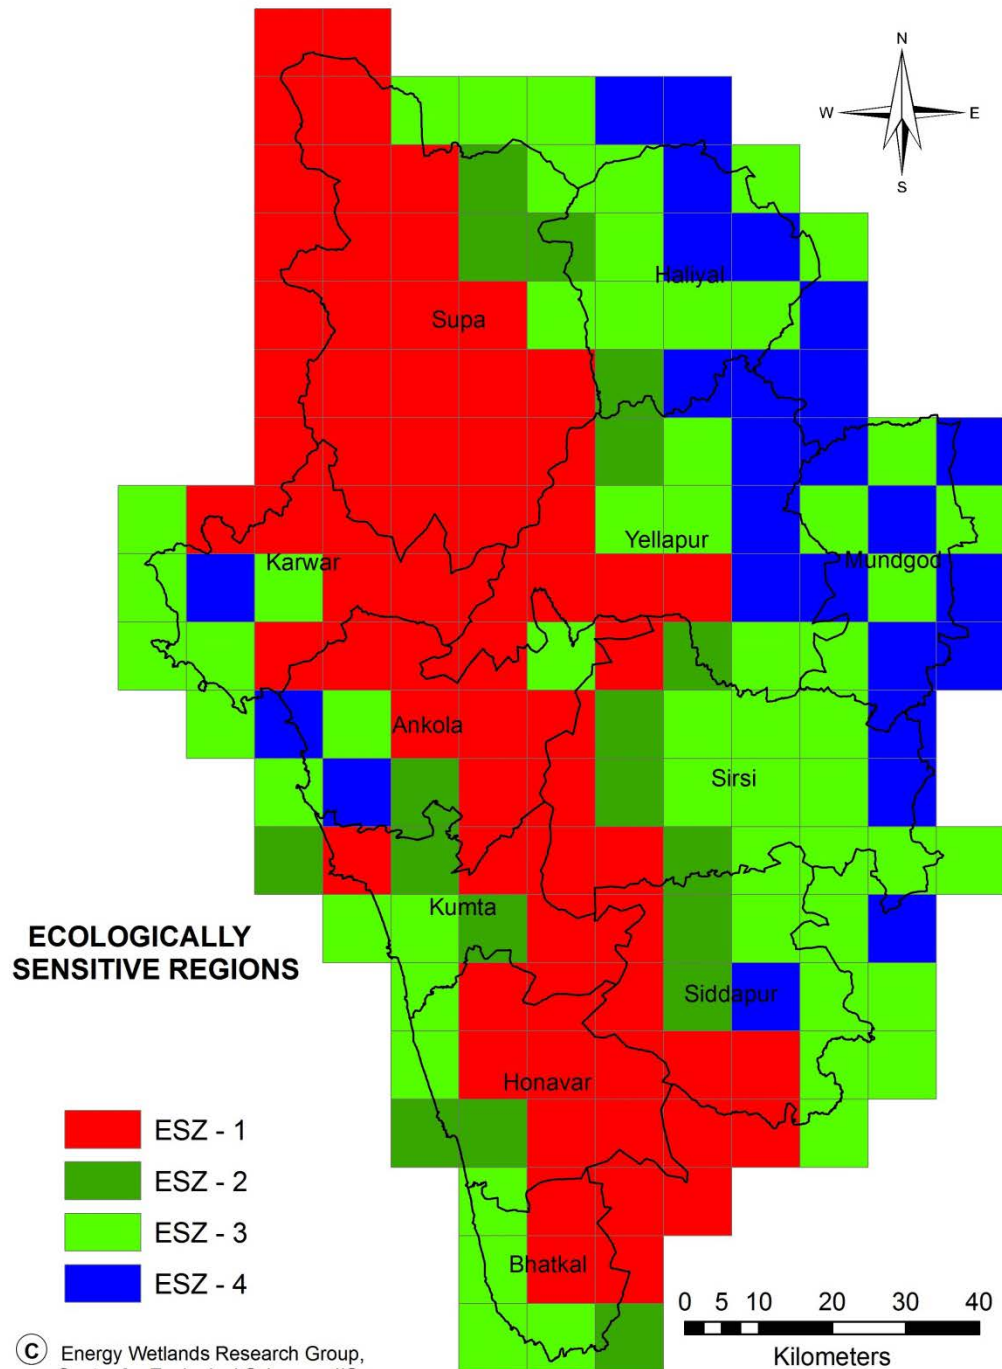 N
W E
S
Haliyal
Supa
Yellapur
Karwar
Mundgod
Ankola
Sirsi
Kumta
ECOLOGICALLY
SENSITIVE REGIONS
Siddapur
Honavar
ESZ - 1
ESZ - 2
ESZ - 3
ESZ - 4
Bhatkal
0 5 10 20 30 40
Kilometers
C Energy Wetlands Research Group,